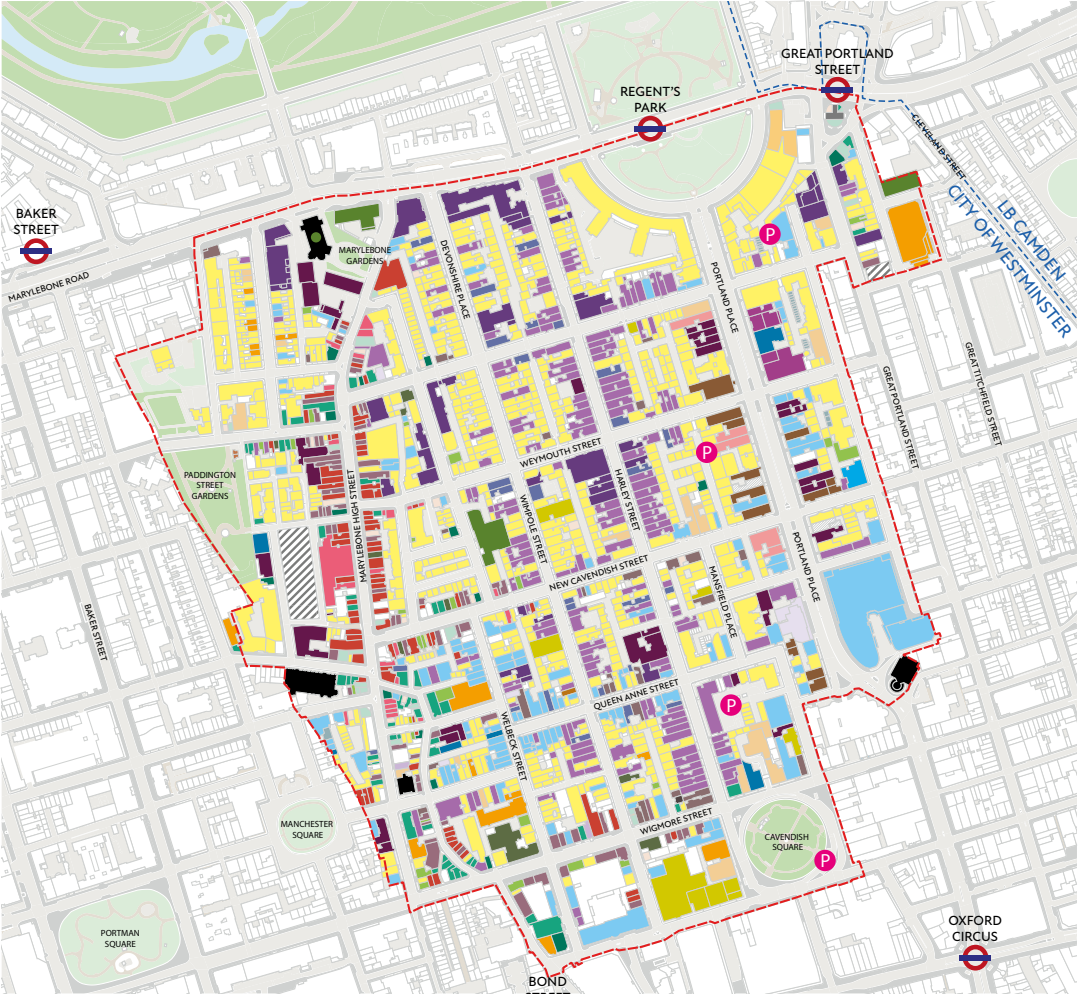 GREAT PORTLAND
STREET
REGENT'S
PARK
CLEVELAND STREET
LB CAMDEN
CITY OF WESTMINSTER
BAKER
STREET
MARYLEBONE ROAD
MARYLEBONE
GARDENS
DEVONSHIRE PLACE
P
PORTLAND PLACE
GREAT PORTLAND STREET
GREAT TITCHFIELD STREET
PADDINGTON
STREET
GARDENS
MARYLEBONE HIGH STREET
WEYMOUTH STREET
HARLEY STREET
P
WIMPOLE STREET
NEW CAVENDISH STREET
MANSFIELD PLACE
PORTLAND PLACE
BAKER STREET
QUEEN ANNE STREET
P
WELBECK STREET
MANCHESTER
SQUARE
WIGMORE STREET
CAVENDISH
SQUARE
P
PORTMAN
SQUARE
OXFORD
CIRCUS
BOND
STREET